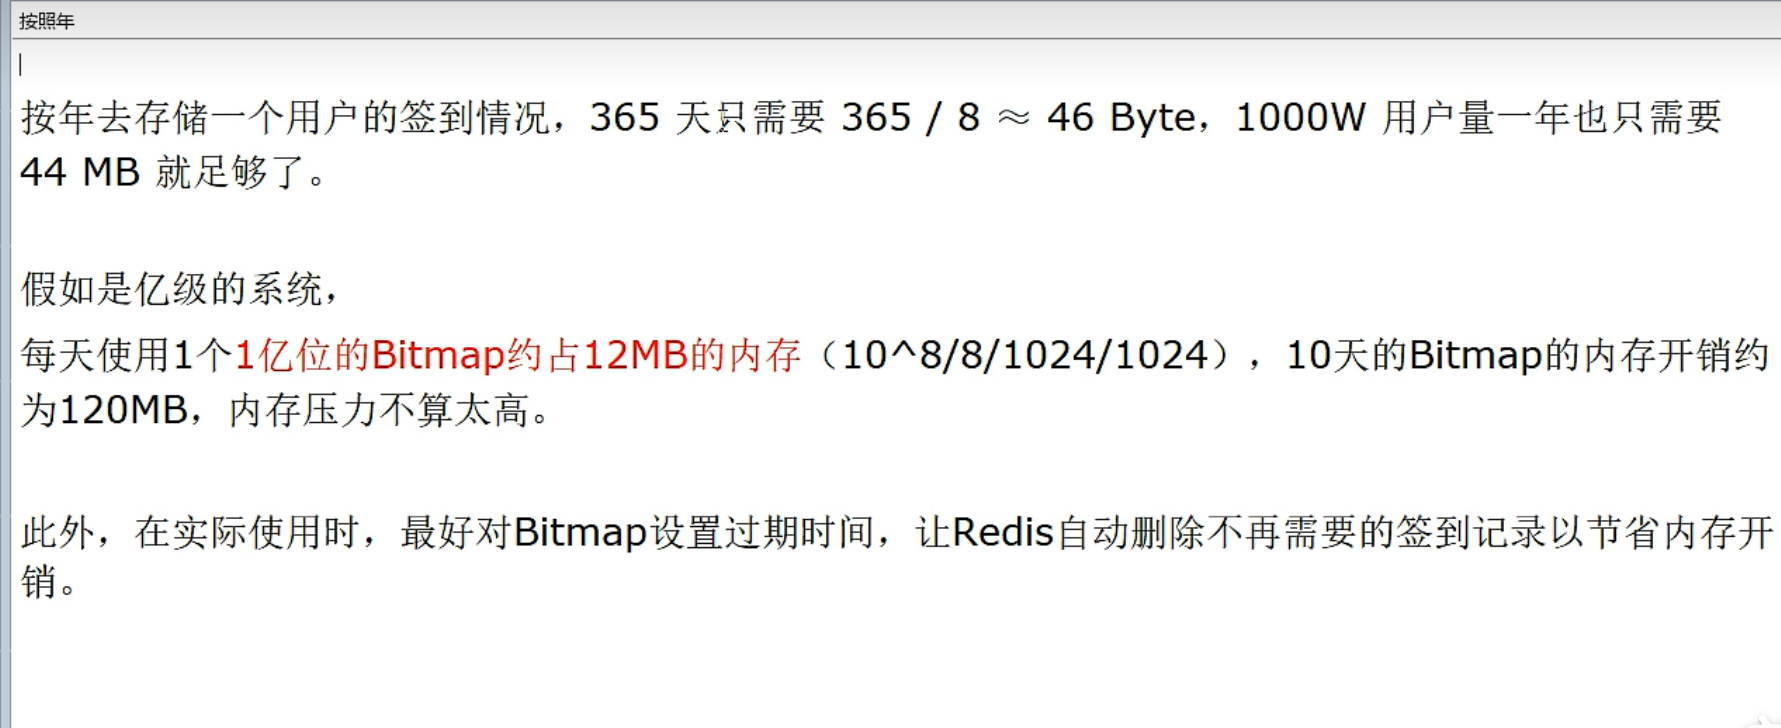 按照年
按年去存储一个用户的签到情况，365 天只需要 365 / 8 ≈ 46 Byte，1000W 用户量一年也只需要
44 MB 就足够了。
假如是亿级的系统，
每天使用1个1亿位的Bitmap约占12MB的内存（10^8/8/1024/1024），10天的Bitmap的内存开销约
为120MB，内存压力不算太高。
此外，在实际使用时，最好对Bitmap设置过期时间，让Redis自动删除不再需要的签到记录以节省内存开
销。